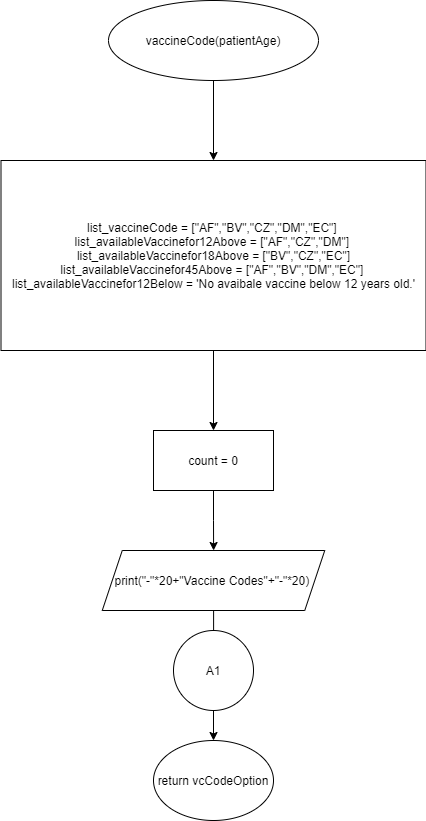 vaccineCode(patientAge)
list_vaccineCode = ["AF","BV","CZ","DM","EC"]
list_availableVaccinefor12Above = ["AF","CZ","DM"]
list_availableVaccinefor18Above = ["BV","CZ","EC"]
list_availableVaccinefor45Above = ["AF","BV","DM","EC"]
list_availableVaccinefor12Below = 'No avaibale vaccine below 12 years old.'
count = 0
print("-"*20+"Vaccine Codes"+"-"*20)
A1
return vcCodeOption